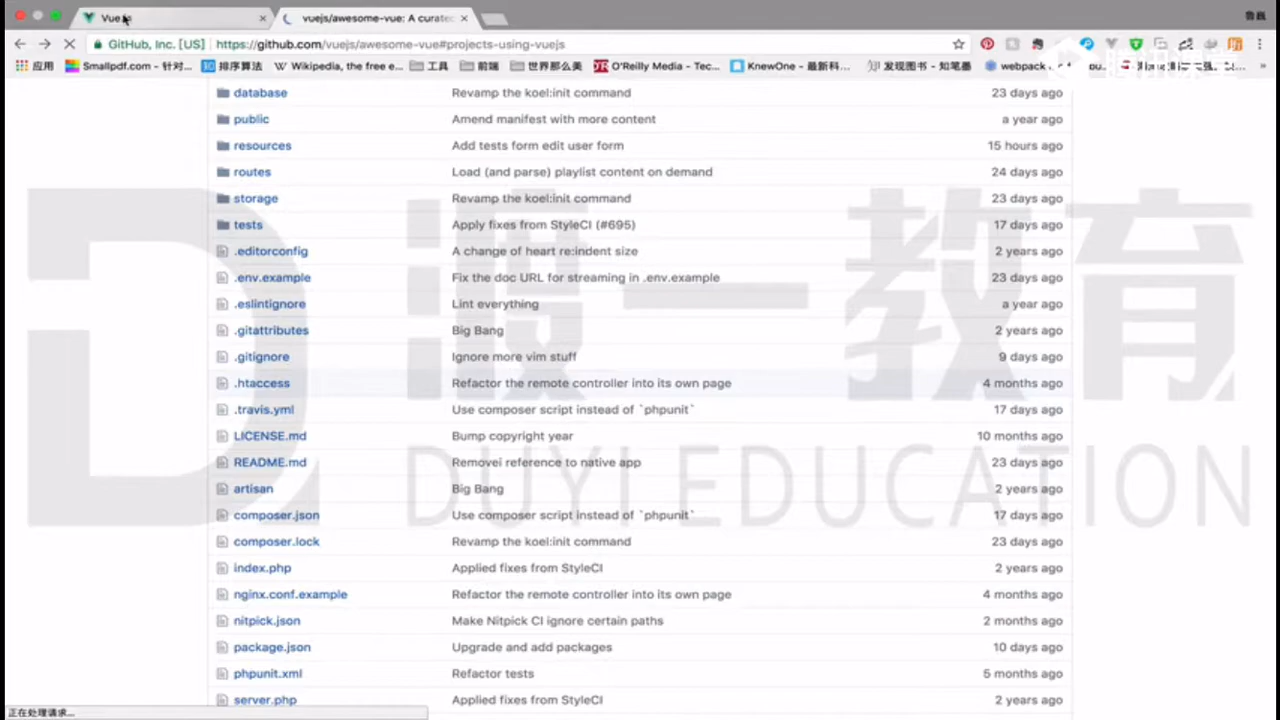 Vue.js
vuejs/awesome-vue: A curated
鲁巍
GitHub, Inc. [US] https://github.com/vuejs/awesome-vue#projects-using-vuejs
应用 Smallpdf.com - 针对... 排序算法 Wikipedia, the free e... 工具 前端 世界那么美 O'Reilly Media - Tec... KnewOne - 最新科... 发现图书 - 知笔墨 webpack
腾讯课堂
database Revamp the koel:init command 23 days ago
public Amend manifest with more content a year ago
resources Add tests form edit user form 15 hours ago
routes Load (and parse) playlist content on demand 24 days ago
storage Revamp the koel:init command 23 days ago
tests Apply fixes from StyleCI (#695) 17 days ago
.editorconfig A change of heart re:indent size 2 years ago
.env.example Fix the doc URL for streaming in .env.example 23 days ago
.eslintignore Lint everything a year ago
.gitattributes Big Bang 2 years ago
.gitignore Ignore more vim stuff 9 days ago
.htaccess Refactor the remote controller into its own page 4 months ago
.travis.yml Use composer script instead of `phpunit` 17 days ago
LICENSE.md Bump copyright year 10 months ago
README.md Removei reference to native app 23 days ago
artisan Big Bang 2 years ago
composer.json Use composer script instead of `phpunit` 17 days ago
composer.lock Revamp the koel:init command 23 days ago
index.php Applied fixes from StyleCI 2 years ago
nginx.conf.example Refactor the remote controller into its own page 4 months ago
nitpick.json Make Nitpick CI ignore certain paths 2 months ago
package.json Upgrade and add packages 10 days ago
phpunit.xml Refactor tests 5 months ago
server.php Applied fixes from StyleCI 2 years ago
正在处理请求...
渡一教育
DUYI EDUCATION